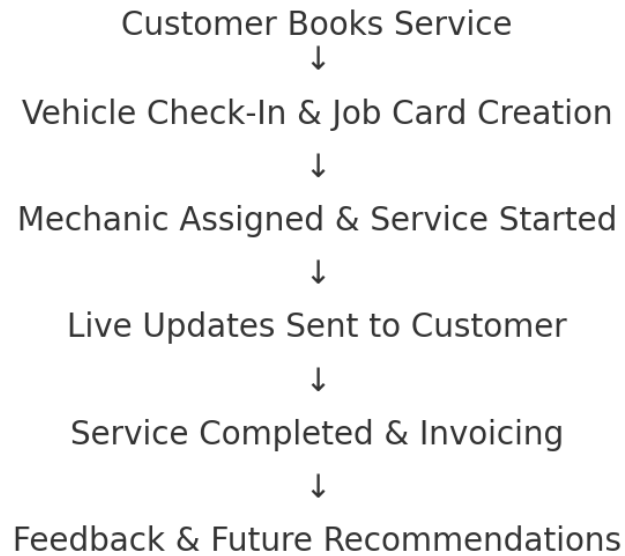 Customer Books Service
↓
Vehicle Check-In & Job Card Creation
↓
Mechanic Assigned & Service Started
↓
Live Updates Sent to Customer
↓
Service Completed & Invoicing
↓
Feedback & Future Recommendations